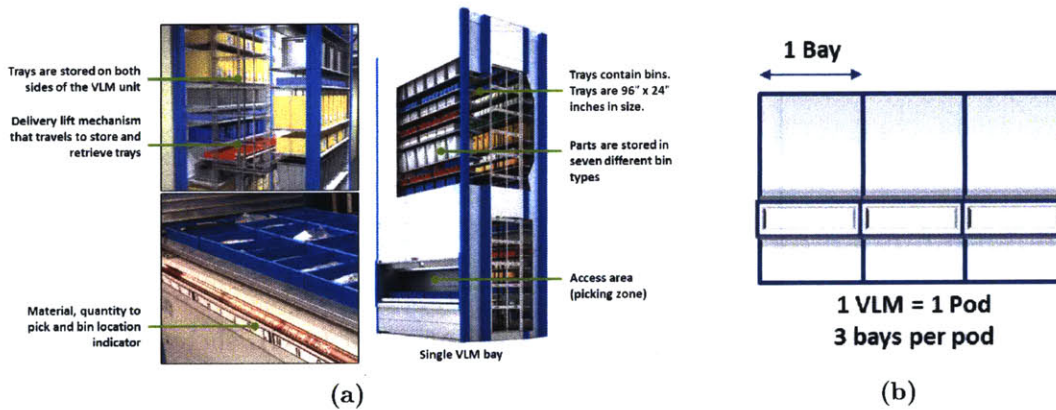 Trays are stored on both
sides of the VLM unit
Delivery lift mechanism
that travels to store and
retrieve trays
Material, quantity to
pick and bin location
indicator
Trays contain bins.
Trays are 96" x 24"
inches in size.
Parts are stored in
seven different bin
types
Access area
(picking zone)
Single VLM bay
(a)
1 Bay
1 VLM = 1 Pod
3 bays per pod
(b)